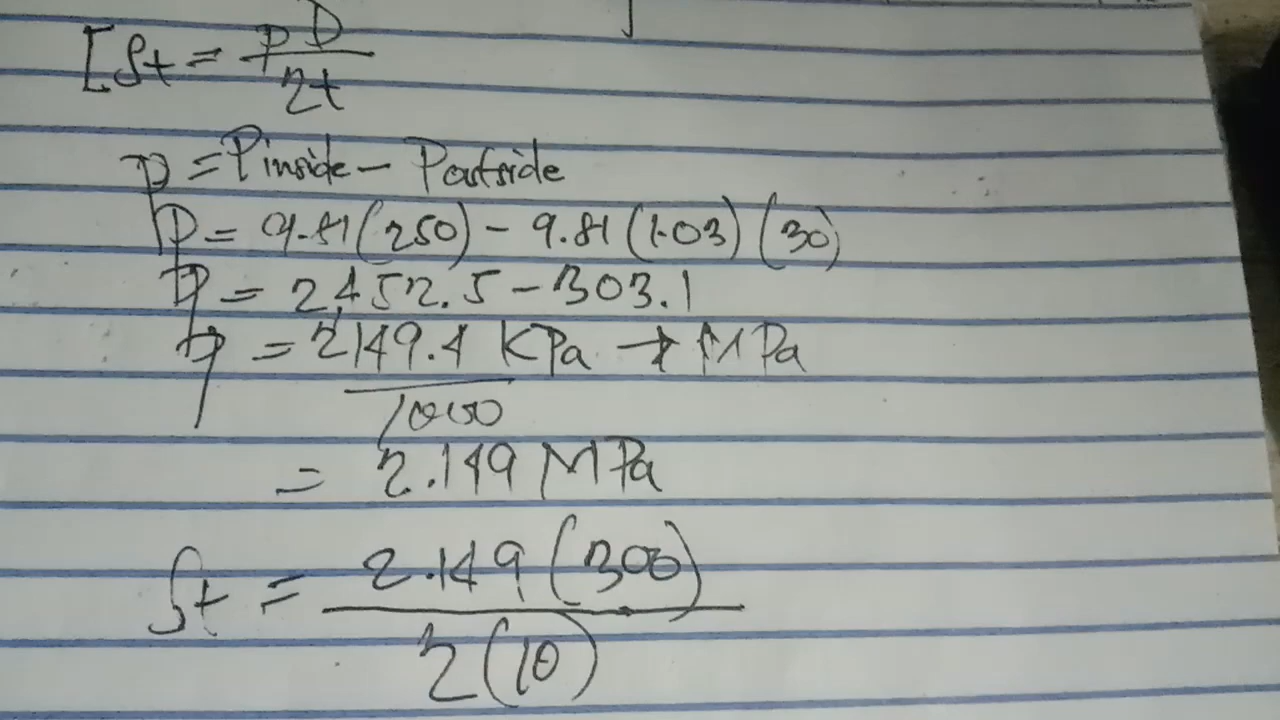 [St = PD/2t
p = Pinside - Poutside
P = 9.81(250) - 9.81(1.03)(30)
P = 2452.5 - 303.1
P = 2149.4 KPa → MPa
1000
= 2.149 MPa
St = 2.149(300)/2(10)